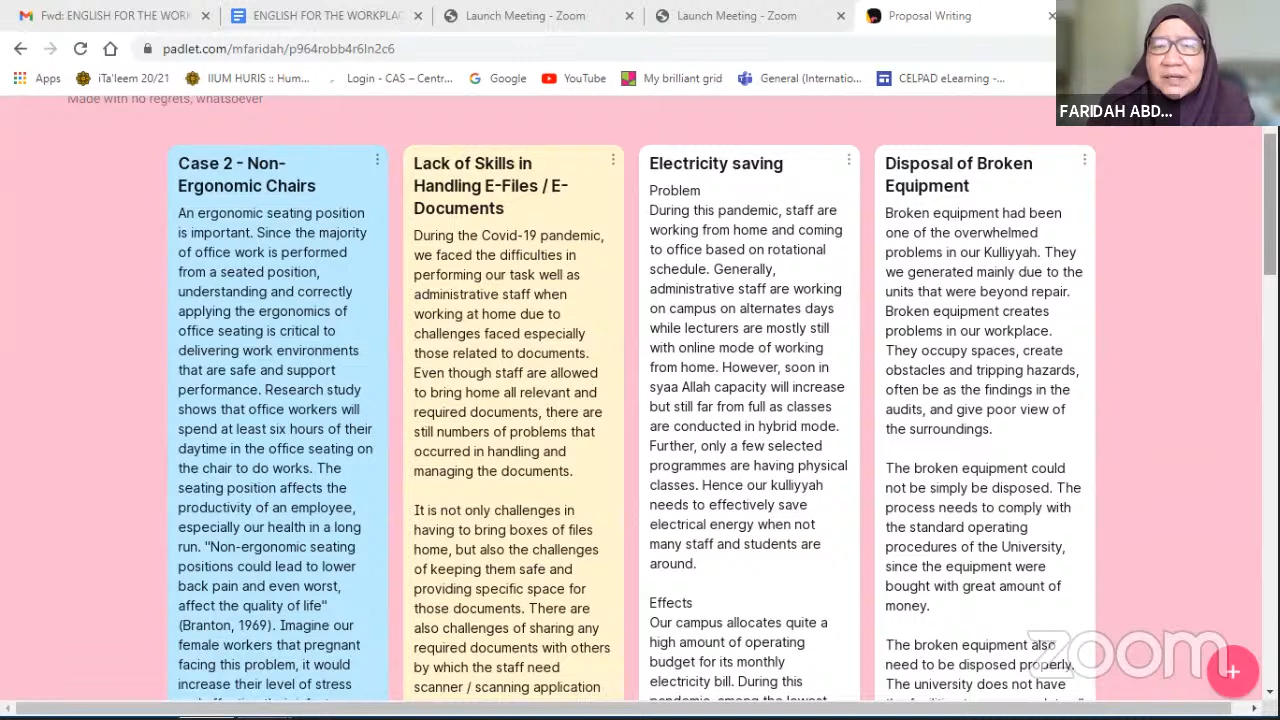 Fwd: ENGLISH FOR THE WORK
ENGLISH FOR THE WORKPLAC
Launch Meeting - Zoom
Launch Meeting - Zoom
Proposal Writing
padlet.com/mfaridah/p964robb4r6ln2c6
Apps
iTa'leem 20/21
IIUM HURIS :: Hum...
Login - CAS – Centr...
Google
YouTube
My brilliant grid
General (Internatio...
CELPAD eLearning -...
FARIDAH ABD...
Made with no regrets, whatsoever
Case 2 - Non-
Ergonomic Chairs
An ergonomic seating position
is important. Since the majority
of office work is performed
from a seated position,
understanding and correctly
applying the ergonomics of
office seating is critical to
delivering work environments
that are safe and support
performance. Research study
shows that office workers will
spend at least six hours of their
daytime in the office seating on
the chair to do works. The
seating position affects the
productivity of an employee,
especially our health in a long
run. "Non-ergonomic seating
positions could lead to lower
back pain and even worst,
affect the quality of life"
(Branton, 1969). Imagine our
female workers that pregnant
facing this problem, it would
increase their level of stress
Lack of Skills in
Handling E-Files / E-
Documents
During the Covid-19 pandemic,
we faced the difficulties in
performing our task well as
administrative staff when
working at home due to
challenges faced especially
those related to documents.
Even though staff are allowed
to bring home all relevant and
required documents, there are
still numbers of problems that
occurred in handling and
managing the documents.
It is not only challenges in
having to bring boxes of files
home, but also the challenges
of keeping them safe and
providing specific space for
those documents. There are
also challenges of sharing any
required documents with others
by which the staff need
scanner / scanning application
Electricity saving
Problem
During this pandemic, staff are
working from home and coming
to office based on rotational
schedule. Generally,
administrative staff are working
on campus on alternates days
while lecturers are mostly still
with online mode of working
from home. However, soon in
syaa Allah capacity will increase
but still far from full as classes
are conducted in hybrid mode.
Further, only a few selected
programmes are having physical
classes. Hence our kulliyyah
needs to effectively save
electrical energy when not
many staff and students are
around.
Effects
Our campus allocates quite a
high amount of operating
budget for its monthly
electricity bill. During this
pandemic, among the lowest
Disposal of Broken
Equipment
Broken equipment had been
one of the overwhelmed
problems in our Kulliyyah. They
we generated mainly due to the
units that were beyond repair.
Broken equipment creates
problems in our workplace.
They occupy spaces, create
obstacles and tripping hazards,
often be as the findings in the
audits, and give poor view of
the surroundings.
The broken equipment could
not be simply be disposed. The
process needs to comply with
the standard operating
procedures of the University,
since the equipment were
bought with great amount of
money.
The broken equipment also
need to be disposed properly.
The university does not have
zoom